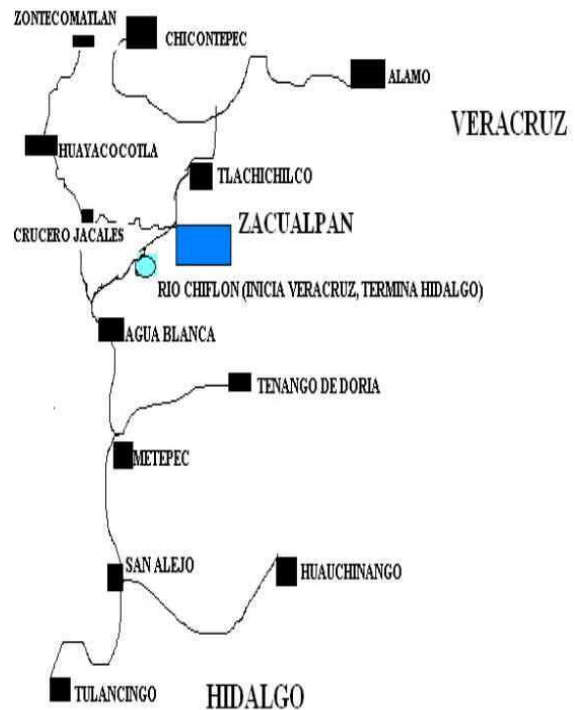 ZONTECOMATLAN
CHICONTEPEC
ALAMO
VERACRUZ
HUAYACOCOTLA
TLACHICHILCO
ZACUALPAN
CRUCERO JACALES
RIO CHIFLON (INICIA VERACRUZ, TERMINA HIDALGO)
AGUA BLANCA
TENANGO DE DORIA
METEPEC
SAN ALEJO
HUAUCHINANGO
TULANCINGO
HIDALGO